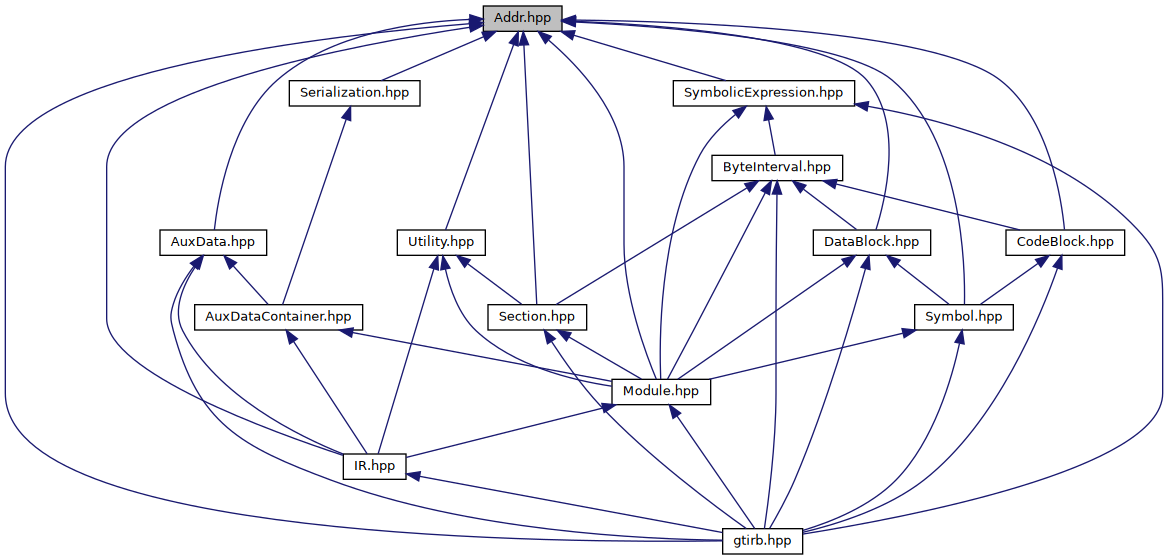 Addr.hpp
Serialization.hpp
SymbolicExpression.hpp
ByteInterval.hpp
AuxData.hpp
Utility.hpp
DataBlock.hpp
CodeBlock.hpp
AuxDataContainer.hpp
Section.hpp
Symbol.hpp
Module.hpp
IR.hpp
gtirb.hpp